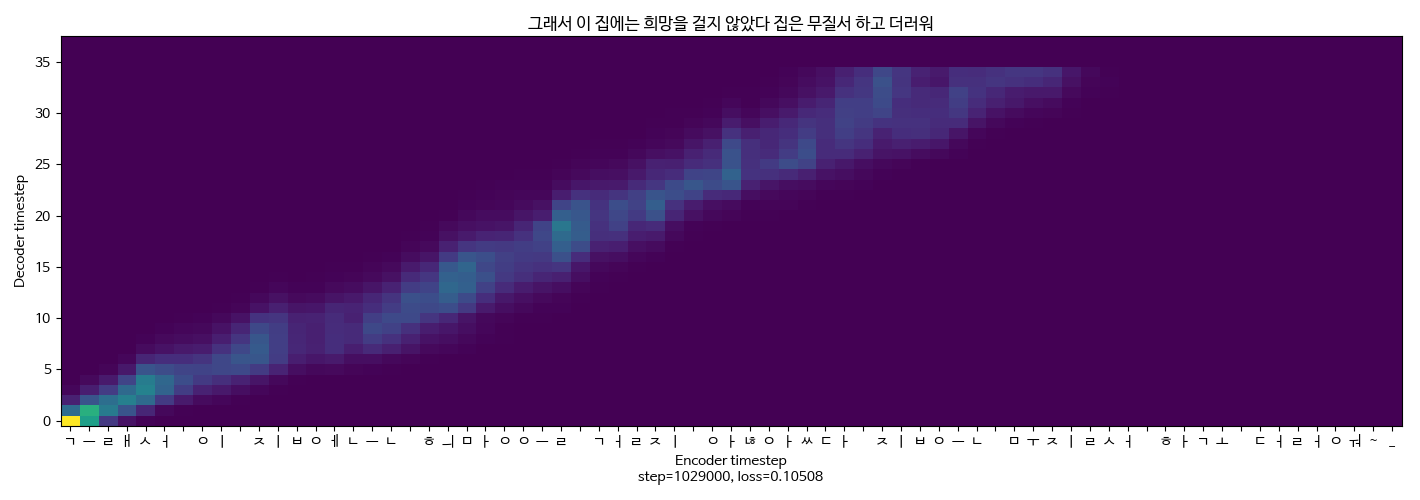 그래서 이 집에는 희망을 걸지 않았다 집은 무질서 하고 더러워
35
30
25
20
15
10
5
0
Decoder timestep
ㄱ ㅡ ㄹ ㅐ ㅅ ㅓ ㅇ ㅣ ㅈ ㅣ ㅂ ㅇ ㅔ ㄴ ㅡ ㄴ ㅎ ㅢ ㅁ ㅏ ㅇ ㅇ ㅡ ㄹ ㄱ ㅓ ㄹ ㅈ ㅣ ㅇ ㅏ ㄶ ㅇ ㅏ ㅆ ㄷ ㅏ ㅈ ㅣ ㅂ ㅇ ㅡ ㄴ ㅁ ㅜ ㅈ ㅣ ㄹ ㅅ ㅓ ㅎ ㅏ ㄱ ㅗ ㄷ ㅓ ㄹ ㅓ ㅇ ㅝ ~ _
Encoder timestep
step=1029000, loss=0.10508